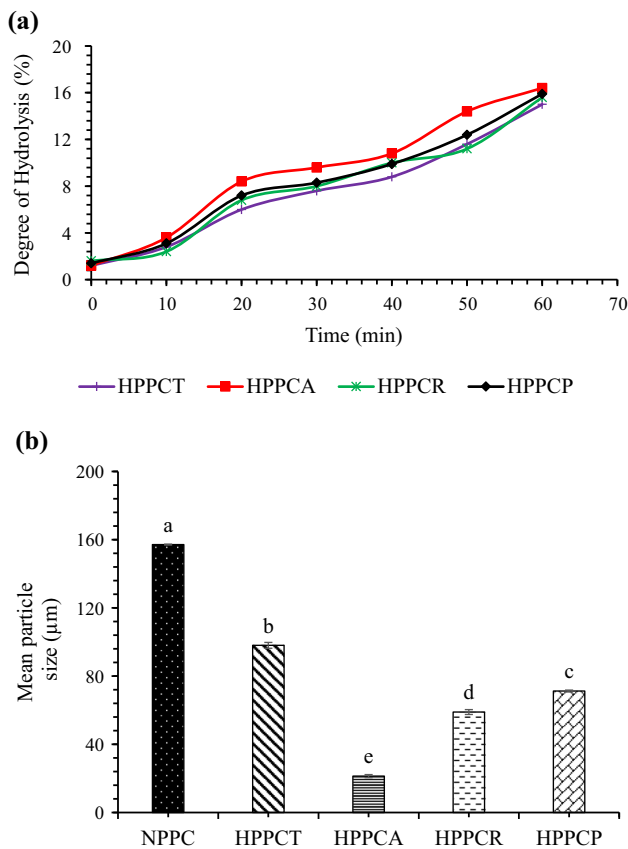 (a)
20
16
12
8
4
0
Degree of Hydrolysis (%)
0 10 20 30 40 50 60 70
Time (min)
HPPCT HPPCA HPPCR HPPCP
(b)
200
160
120
80
40
0
Mean particle
size (µm)
a
b
e
d
c
NPPC HPPCT HPPCA HPPCR HPPCP